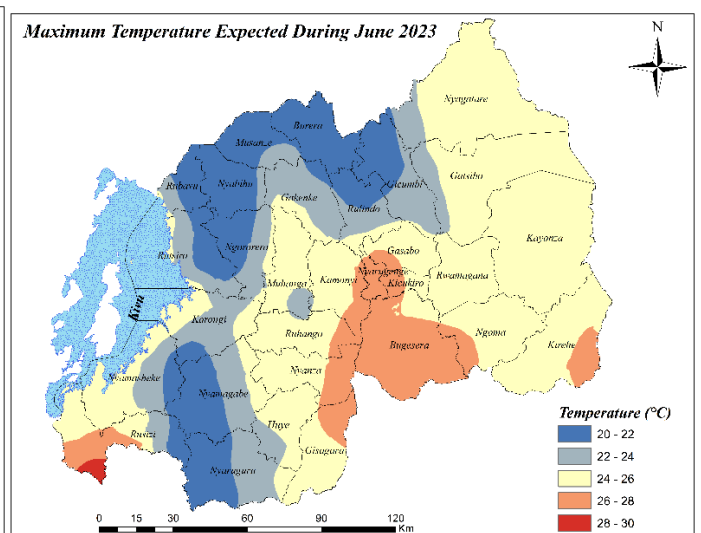 Maximum Temperature Expected During June 2023
N
Nyagatare
Burera
Musanze
Gatsibo
Rubavu
Nyabihu
Gicumbi
Gakenke
Rulindo
Kayonza
Ngororero
Rutsiro
Gasabo
Nyarugenge
Kicukiro
Rwamagana
Muhanga
Kamonyi
Kivu
Karongi
Ruhango
Bugesera
Ngoma
Kirehe
Nyanza
Nyamasheke
Nyamagabe
Huye
Rusizi
Gisagara
Nyaruguru
Temperature (°C)
20 - 22
22 - 24
24 - 26
26 - 28
28 - 30
0 15 30 60 90 120
Km